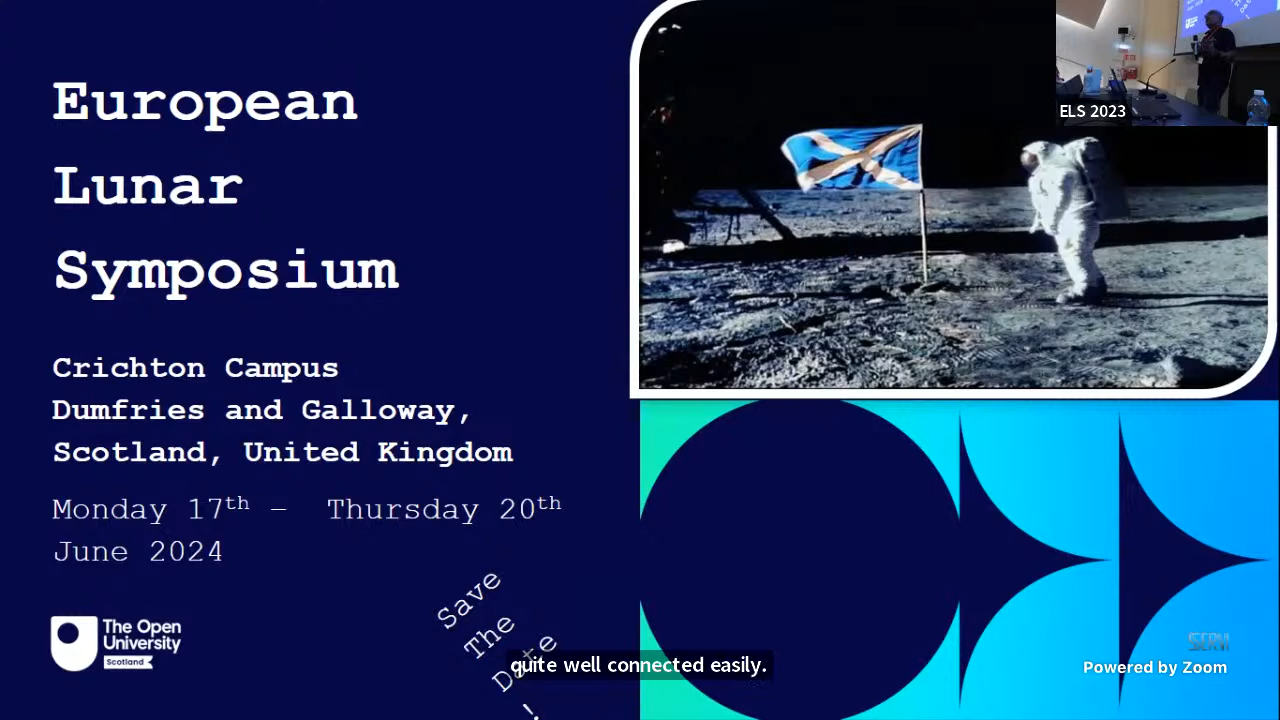 European
Lunar
Symposium
Crichton Campus
Dumfries and Galloway,
Scotland, United Kingdom
Monday 17th – Thursday 20th
June 2024
Save
The
Date
!
The Open
University
Scotland
ELS 2023
quite well connected easily.
Powered by Zoom